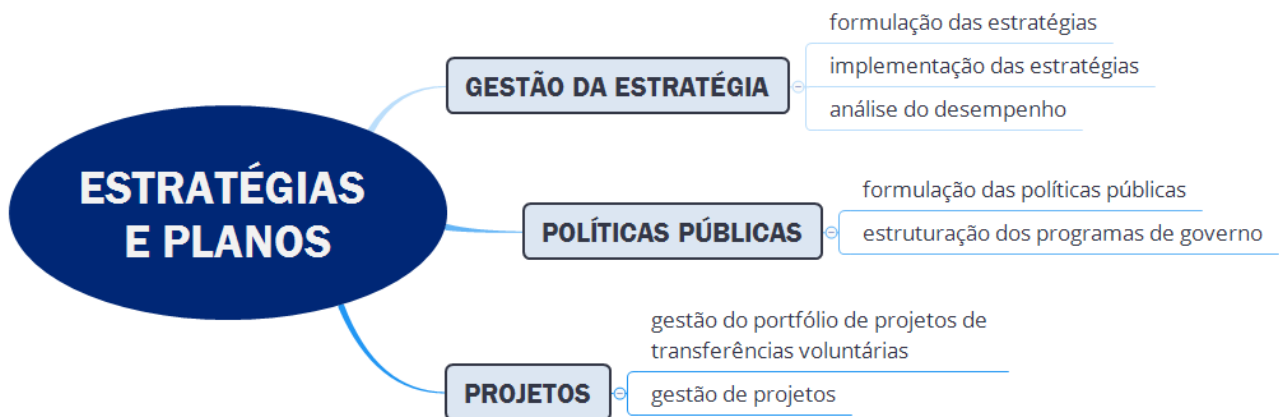 ESTRATÉGIAS
E PLANOS
GESTÃO DA ESTRATÉGIA
formulação das estratégias
implementação das estratégias
análise do desempenho
POLÍTICAS PÚBLICAS
formulação das políticas públicas
estruturação dos programas de governo
PROJETOS
gestão do portfólio de projetos de
transferências voluntárias
gestão de projetos